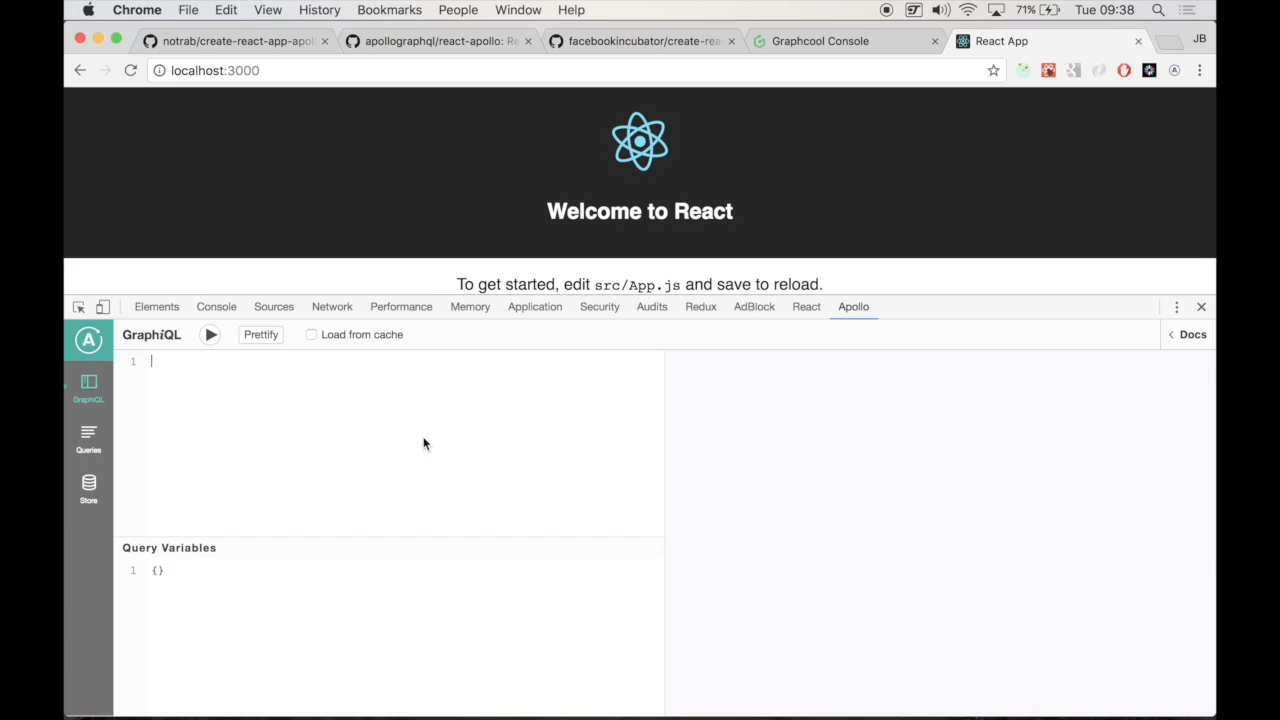 Chrome File Edit View History Bookmarks People Window Help 71% Tue 09:38
notrab/create-react-app-apol apollographql/react-apollo: Re facebookincubator/create-rea Graphcool Console React App JB
localhost:3000
Welcome to React
To get started, edit src/App.js and save to reload.
Elements Console Sources Network Performance Memory Application Security Audits Redux AdBlock React Apollo
GraphiQL Prettify Load from cache Docs
1
GraphiQL
Queries
Store
Query Variables
1 {}